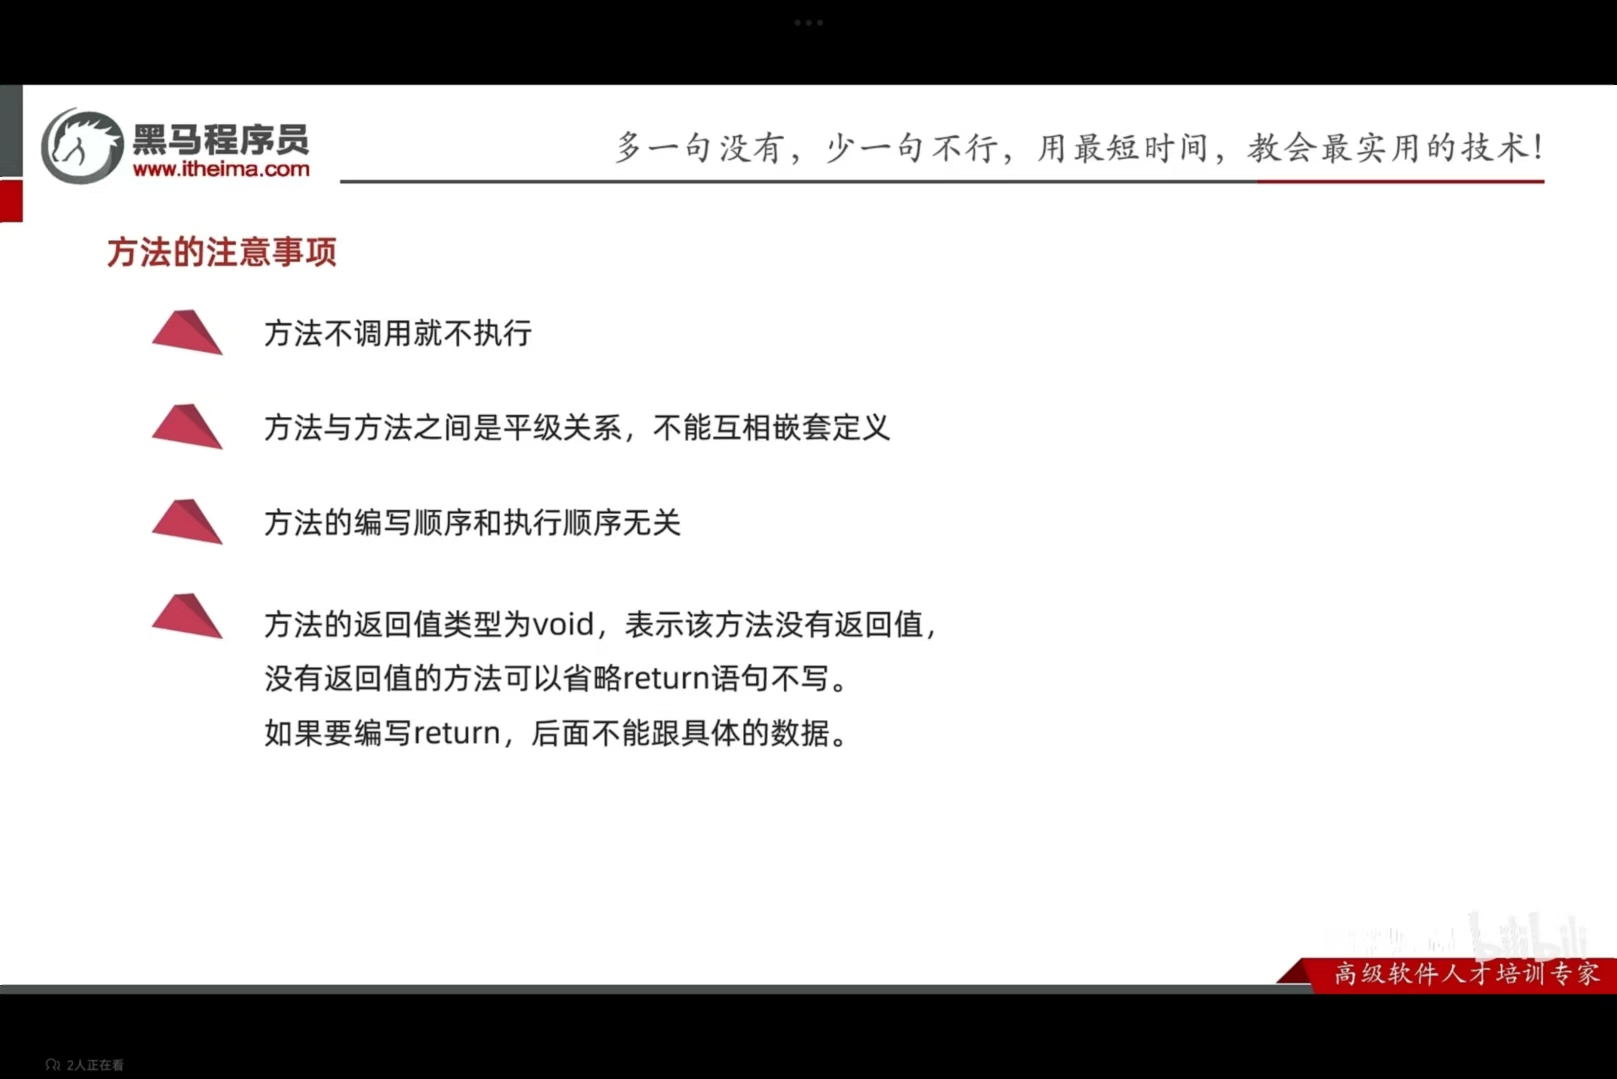 黑马程序员
www.itheima.com
多一句没有，少一句不行，用最短时间，教会最实用的技术！
方法的注意事项
方法不调用就不执行
方法与方法之间是平级关系，不能互相嵌套定义
方法的编写顺序和执行顺序无关
方法的返回值类型为void，表示该方法没有返回值，
没有返回值的方法可以省略return语句不写。
如果要编写return，后面不能跟具体的数据。
bilibili
高级软件人才培训专家
2人正在看